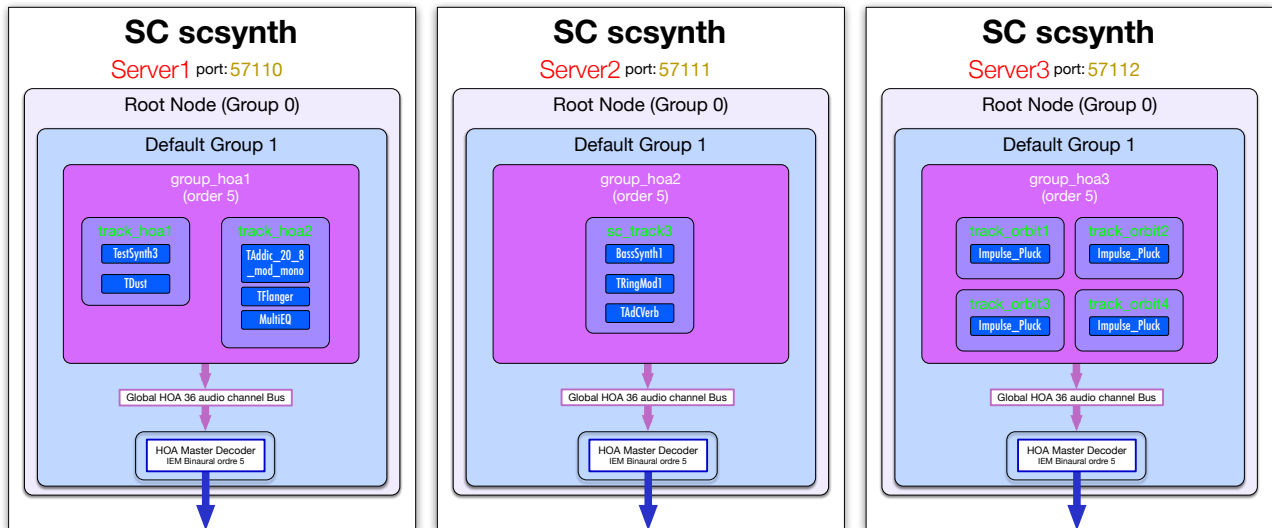 SC scsynth
Server1 port:57110
Root Node (Group 0)
Default Group 1
group_hoa1
(order 5)
track_hoa1
TestSynth3
TDust
track_hoa2
TAddic_20_8
_mod_mono
TFlanger
MultiEQ
Global HOA 36 audio channel Bus
HOA Master Decoder
IEM Binaural ordre 5
SC scsynth
Server2 port:57111
Root Node (Group 0)
Default Group 1
group_hoa2
(order 5)
sc_track3
BassSynth1
TRingMod1
TAdCVerb
Global HOA 36 audio channel Bus
HOA Master Decoder
IEM Binaural ordre 5
SC scsynth
Server3 port:57112
Root Node (Group 0)
Default Group 1
group_hoa3
(order 5)
track_orbit1
Impulse_Pluck
track_orbit2
Impulse_Pluck
track_orbit3
Impulse_Pluck
track_orbit4
Impulse_Pluck
Global HOA 36 audio channel Bus
HOA Master Decoder
IEM Binaural ordre 5